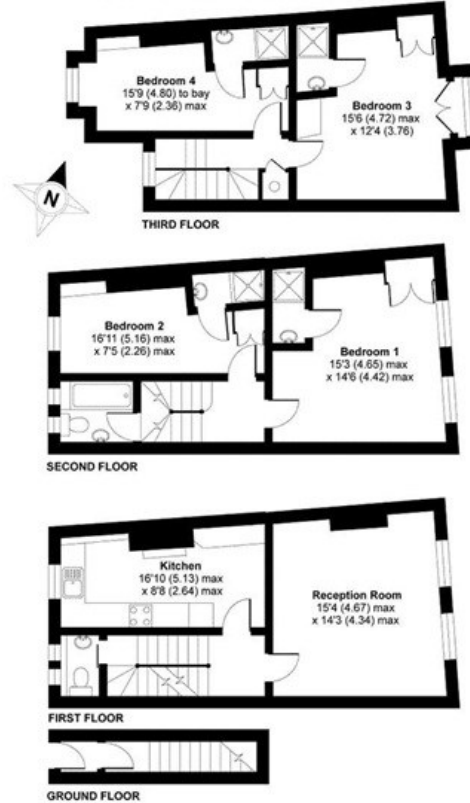 Bedroom 4
15'9 (4.80) to bay
x 7'9 (2.36) max
Bedroom 3
15'6 (4.72) max
x 12'4 (3.76)
N
THIRD FLOOR
Bedroom 2
16'11 (5.16) max
x 7'5 (2.26) max
Bedroom 1
15'3 (4.65) max
x 14'6 (4.42) max
SECOND FLOOR
Kitchen
16'10 (5.13) max
x 8'8 (2.64) max
Reception Room
15'4 (4.67) max
x 14'3 (4.34) max
FIRST FLOOR
GROUND FLOOR